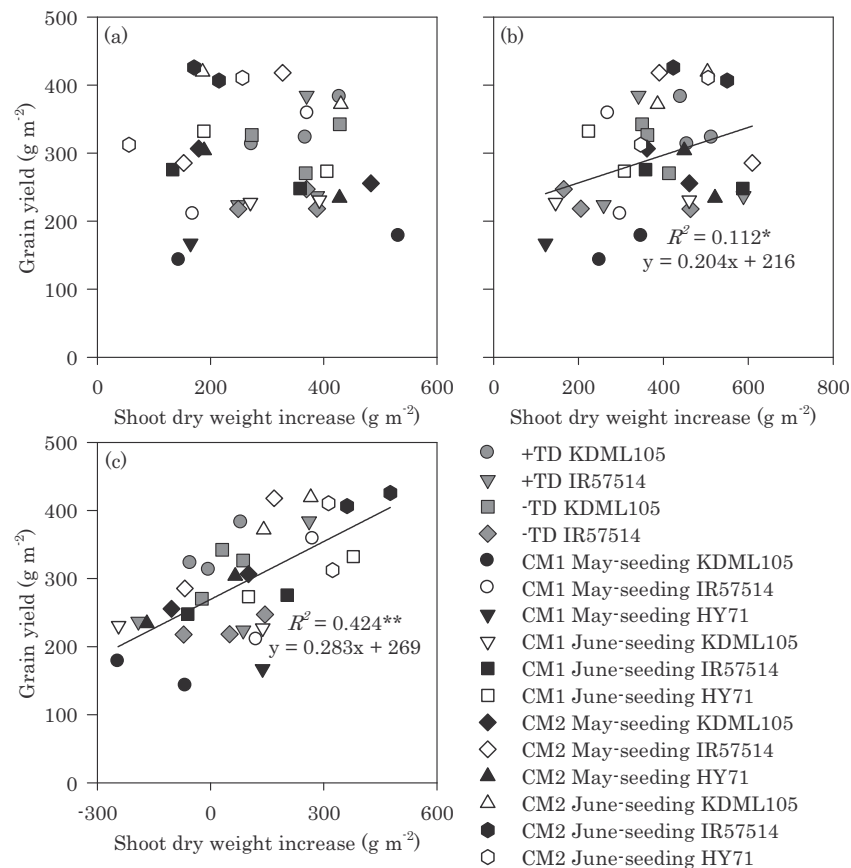 (a)
500
400
300
200
100
0
Grain yield (g m-2)
0 200 400 600
Shoot dry weight increase (g m-2)
(b)
R2 = 0.112*
y = 0.204x + 216
0 200 400 600 800
Shoot dry weight increase (g m-2)
(c)
500
400
300
200
100
0
Grain yield (g m-2)
R2 = 0.424**
y = 0.283x + 269
-300 0 300 600
Shoot dry weight increase (g m-2)
+TD KDML105
+TD IR57514
-TD KDML105
-TD IR57514
CM1 May-seeding KDML105
CM1 May-seeding IR57514
CM1 May-seeding HY71
CM1 June-seeding KDML105
CM1 June-seeding IR57514
CM1 June-seeding HY71
CM2 May-seeding KDML105
CM2 May-seeding IR57514
CM2 May-seeding HY71
CM2 June-seeding KDML105
CM2 June-seeding IR57514
CM2 June-seeding HY71